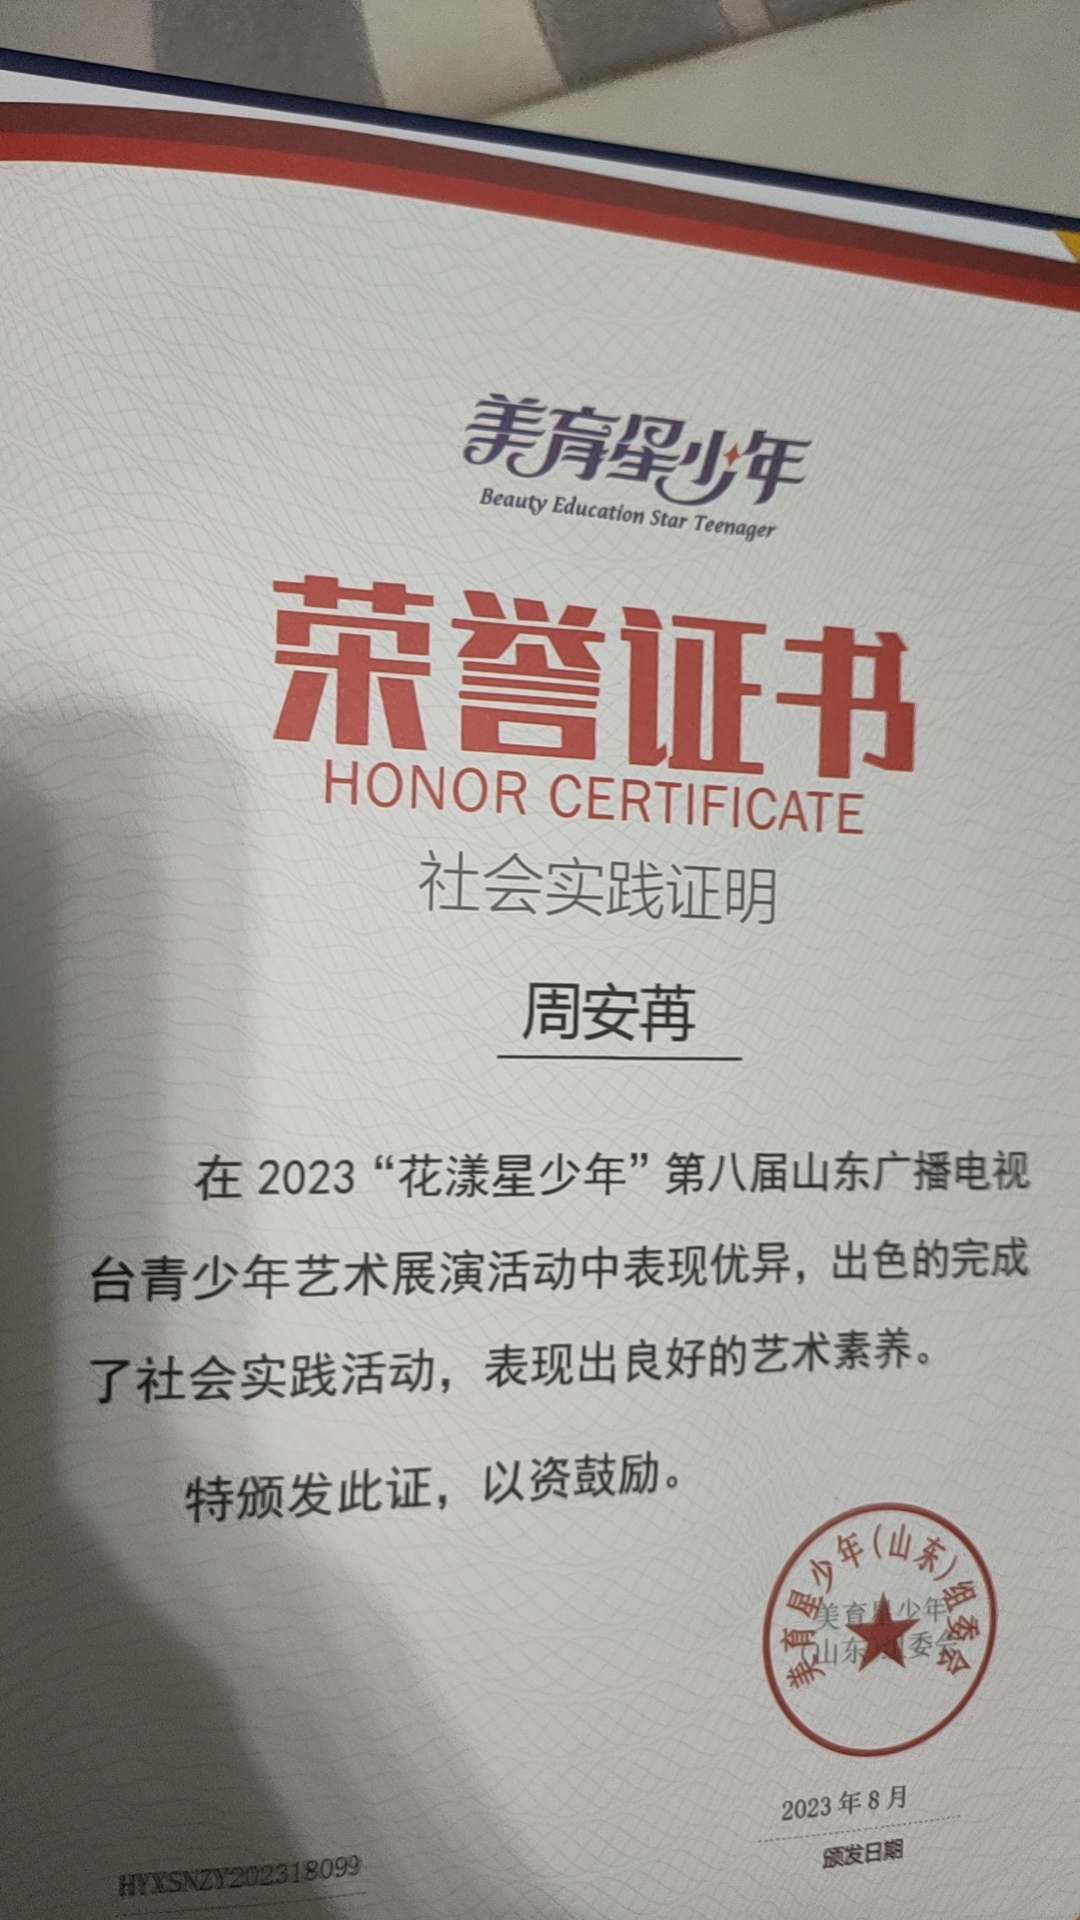 美育星少年
Beauty Education Star Teenager
荣誉证书
HONOR CERTIFICATE
社会实践证明
周安苒
在 2023 “花漾星少年” 第八届山东广播电视
台青少年艺术展演活动中表现优异，出色的完成
了社会实践活动，表现出良好的艺术素养。
特颁发此证，以资鼓励。
美育星少年(山东)组委会
美育星少年
(山东)组委会
2023 年 8 月
颁发日期
HYXSNZY202318099